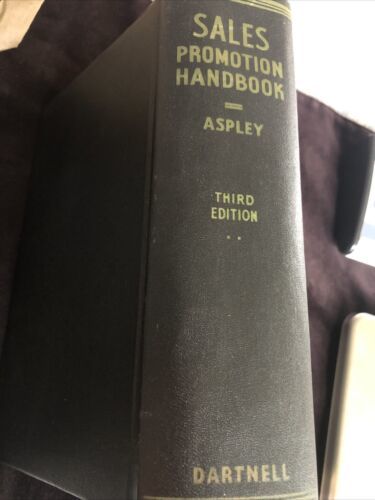 SALES
PROMOTION
HANDBOOK
=
ASPLEY
THIRD
EDITION
..
DARTNELL